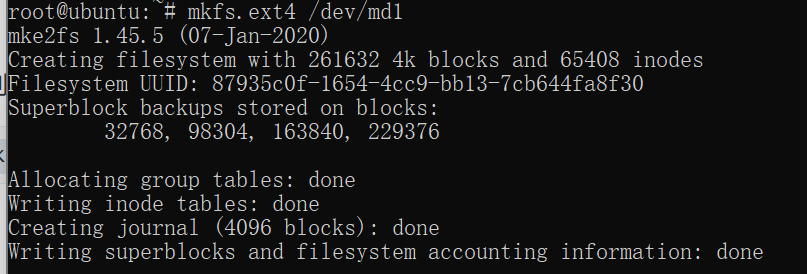 root@ubuntu:~# mkfs.ext4 /dev/md1
mke2fs 1.45.5 (07-Jan-2020)
Creating filesystem with 261632 4k blocks and 65408 inodes
Filesystem UUID: 87935c0f-1654-4cc9-bb13-7cb644fa8f30
Superblock backups stored on blocks:
        32768, 98304, 163840, 229376

Allocating group tables: done
Writing inode tables: done
Creating journal (4096 blocks): done
Writing superblocks and filesystem accounting information: done